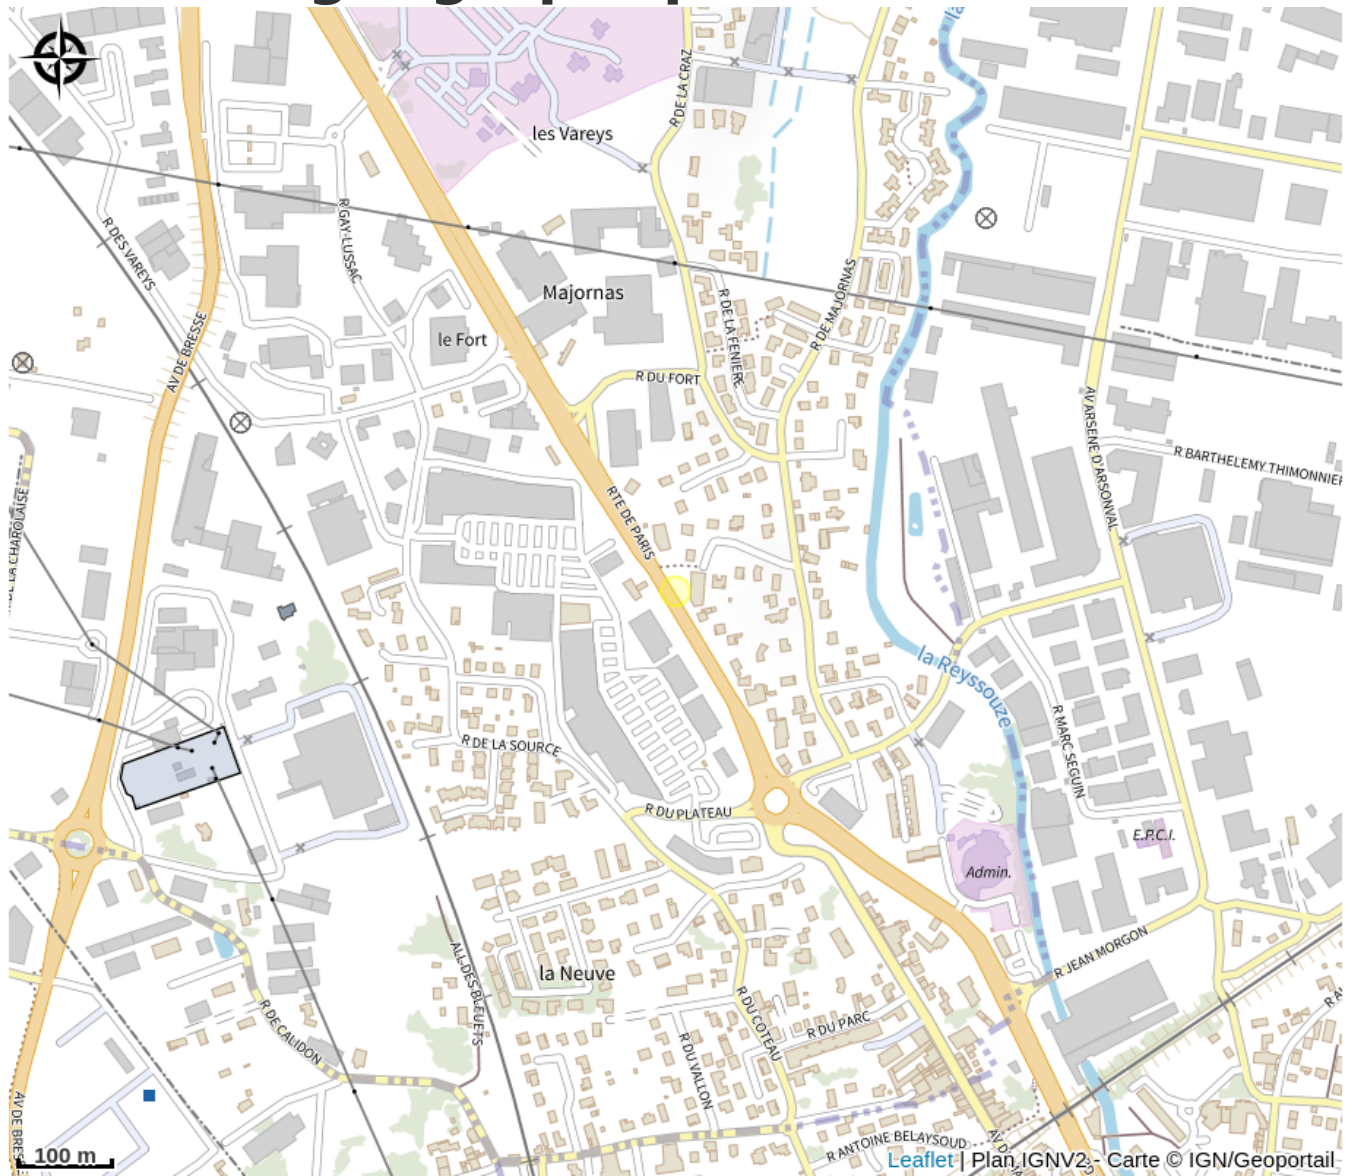 R DE LA CRAZ
les Vareys
R GAY-LUSSAC
R DES VAREYS
Majornas
R DE LA FENIERE
R DE MAJORNAS
le Fort
AV DE BRESSE
R DU FORT
AV ARSENE D'ARSONVAL
R BARTHELEMY THIMONNIER
RTE DE PARIS
DE LA CHAROLAISE
la Reyssouze
R MARC SEGUIN
R DE LA SOURCE
R DU PLATEAU
E.P.C.I.
Admin.
R JEAN MORGON
ALL DES BLEUETS
la Neuve
R DE CALIDON
R DU COTEAU
R DU PARC
R DU VALLON
AV DE BRESSE
R ANTOINE BELAYSOUD
100 m
Leaflet | Plan IGNV2 - Carte © IGN/Geoportail